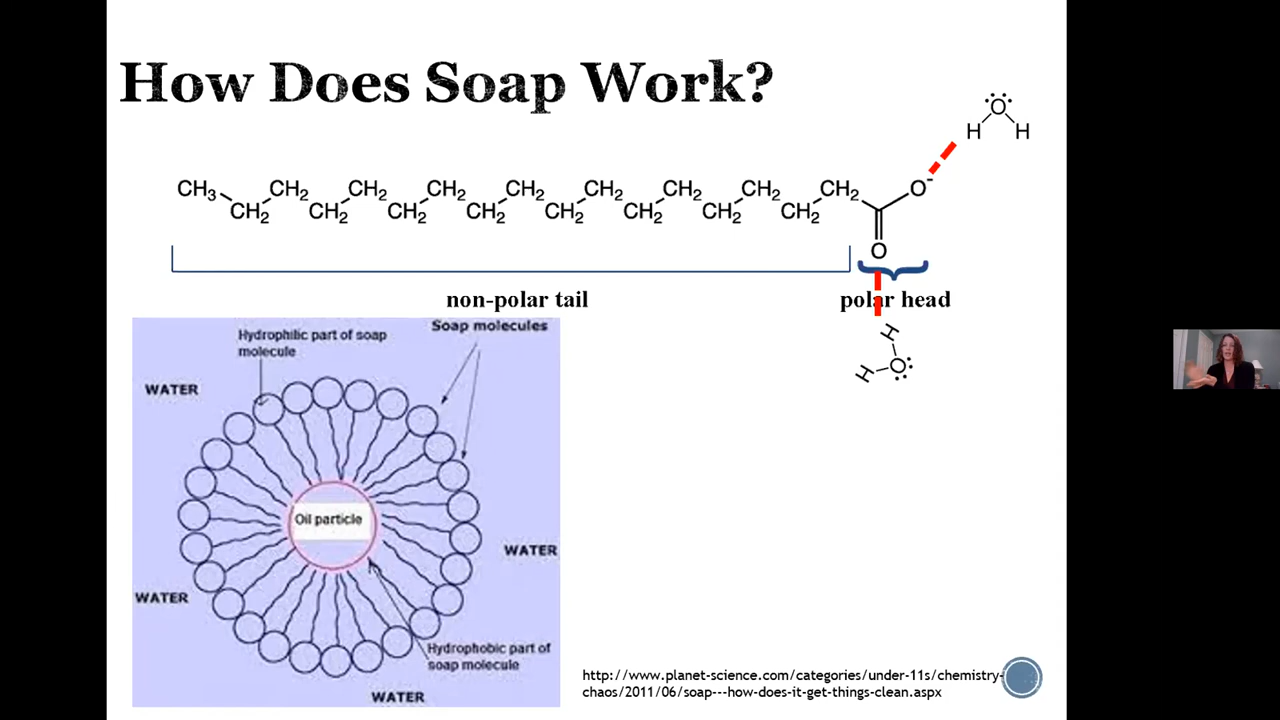 How Does Soap Work?
O
H H
CH₃ CH₂ CH₂ CH₂ CH₂ CH₂ CH₂ CH₂ CH₂ O⁻
CH₂ CH₂ CH₂ CH₂ CH₂ CH₂ CH₂ CH₂
O
non-polar tail polar head
H
H O
Soap molecules
Hydrophilic part of soap
molecule
WATER
Oil particle
WATER
WATER
Hydrophobic part of
soap molecule
WATER
http://www.planet-science.com/categories/under-11s/chemistry-
chaos/2011/06/soap---how-does-it-get-things-clean.aspx